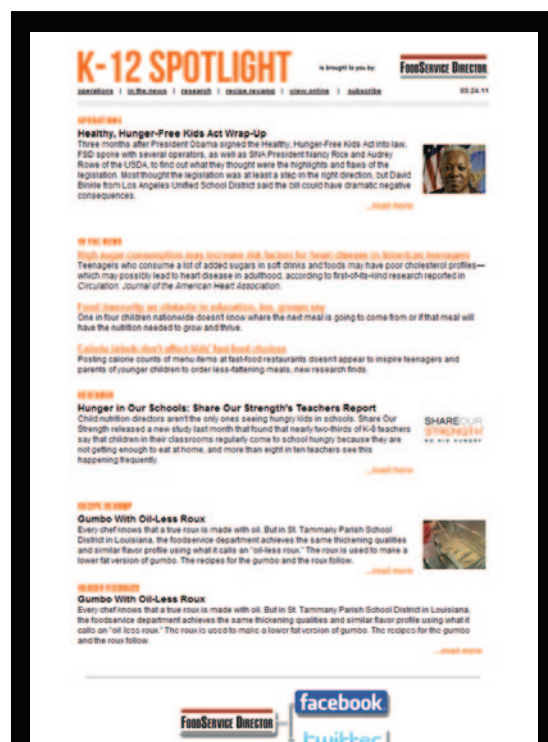 K-12 SPOTLIGHT
is brought to you by:
FOODSERVICE DIRECTOR
operations | in.the.news | research | recipe.revamp | view.online | subscribe
03.24.11
OPERATIONS
Healthy, Hunger-Free Kids Act Wrap-Up
Three months after President Obama signed the Healthy, Hunger-Free Kids Act into law,
FSD spoke with several operators, as well as SNA President Nancy Rice and Audrey
Rowe of the USDA, to find out what they thought were the highlights and flaws of the
legislation. Most thought the legislation was at least a step in the right direction, but David
Binkle from Los Angeles Unified School District said the bill could have dramatic negative
consequences.
...read more
IN THE NEWS
High sugar consumption may increase risk factors for heart disease in American teenagers
Teenagers who consume a lot of added sugars in soft drinks and foods may have poor cholesterol profiles—
which may possibly lead to heart disease in adulthood, according to first-of-its-kind research reported in
Circulation: Journal of the American Heart Association.
Food insecurity an obstacle to education, too, groups say
One in four children nationwide doesn't know where the next meal is going to come from or if that meal will
have the nutrition needed to grow and thrive.
Calorie labels don't affect kids' fast food choices
Posting calorie counts of menu items at fast-food restaurants doesn't appear to inspire teenagers and
parents of younger children to order less-fattening meals, new research finds.
RESEARCH
Hunger in Our Schools: Share Our Strength's Teachers Report
Child nutrition directors aren't the only ones seeing hungry kids in schools. Share Our
Strength released a new study last month that found that nearly two-thirds of K-8 teachers
say that children in their classrooms regularly come to school hungry because they are
not getting enough to eat at home, and more than eight in ten teachers see this
happening frequently.
SHARE OUR
STRENGTH
NO KID HUNGRY
...read more
RECIPE REVAMP
Gumbo With Oil-Less Roux
Every chef knows that a true roux is made with oil. But in St. Tammany Parish School
District in Louisiana, the foodservice department achieves the same thickening qualities
and similar flavor profile using what it calls an "oil-less roux." The roux is used to make a
lower fat version of gumbo. The recipes for the gumbo and the roux follow.
...read more
Gumbo With Oil-Less Roux
Every chef knows that a true roux is made with oil. But in St. Tammany Parish School District in Louisiana,
the foodservice department achieves the same thickening qualities and similar flavor profile using what it
calls an "oil-less roux." The roux is used to make a lower fat version of gumbo. The recipes for the gumbo
and the roux follow.
...read more
FOODSERVICE DIRECTOR
facebook
twitter